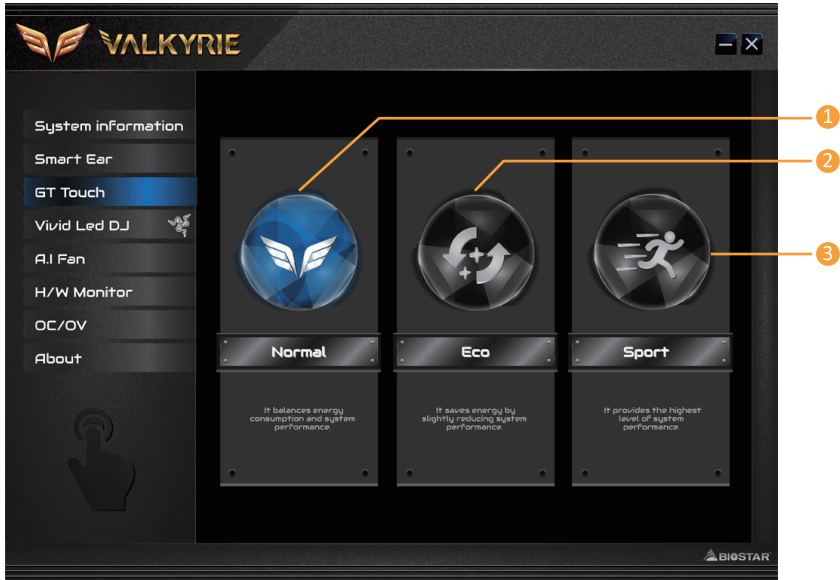 VALKYRIE
System information
Smart Ear
GT Touch
Vivid Led DJ
A.I Fan
H/W Monitor
OC/OV
About
1
2
3
Normal
It balances energy
consumption and system
performance.
Eco
It saves energy by
slightly reducing system
performance.
Sport
It provides the highest
level of system
performance.
BIOSTAR